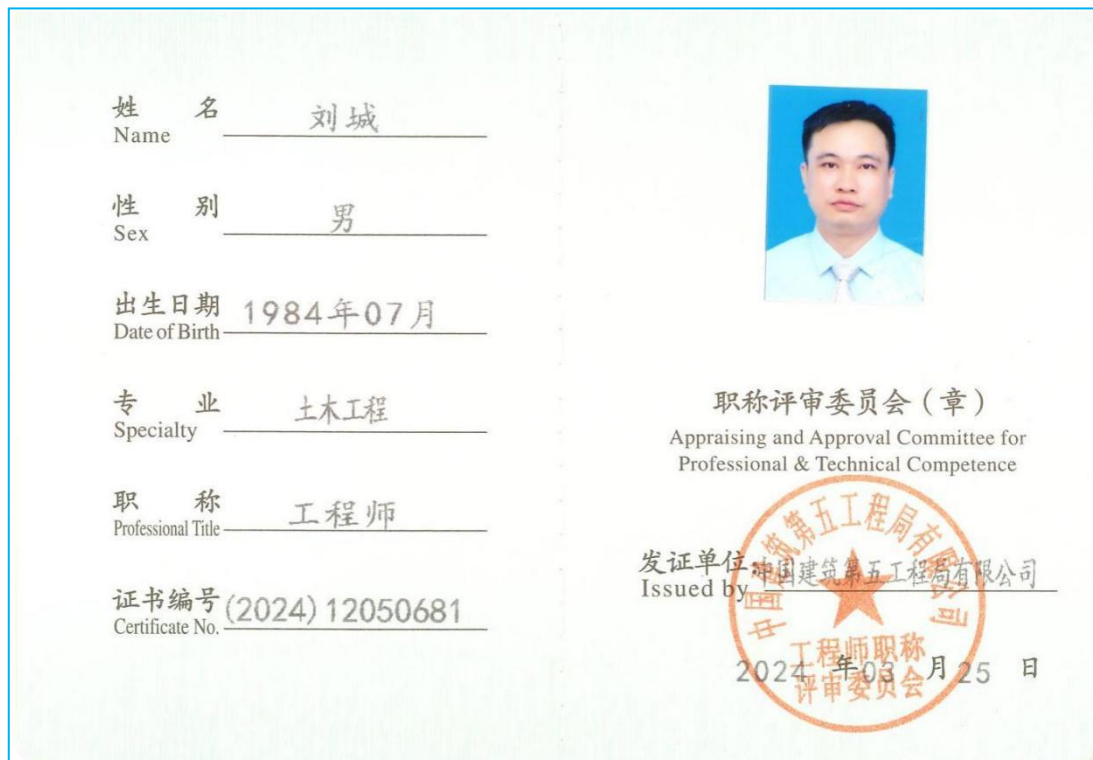 姓 名 刘城
Name
性 别 男
Sex
出生日期 1984年07月
Date of Birth
专 业 土木工程
Specialty
职 称 工程师
Professional Title
证书编号 (2024)12050681
Certificate No.
职称评审委员会（章）
Appraising and Approval Committee for
Professional & Technical Competence
发证单位: 中国建筑第五工程局有限公司
Issued by
2024 年 03 月 25 日
中国建筑第五工程局有限公司
工程师职称
评审委员会